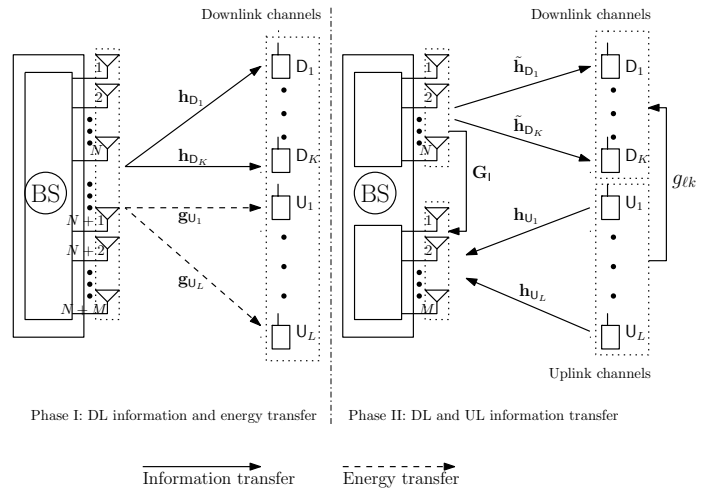 Downlink channels
1
2
N
BS
N + 1
N + 2
N + M
h_{D_1}
h_{D_K}
g_{U_1}
g_{U_L}
D_1
D_K
U_1
U_L
Phase I: DL information and energy transfer
Downlink channels
1
2
N
BS
1
2
M
h̃_{D_1}
h̃_{D_K}
G_I
h_{U_1}
h_{U_L}
D_1
D_K
U_1
U_L
g_{ℓk}
Uplink channels
Phase II: DL and UL information transfer
Information transfer
Energy transfer